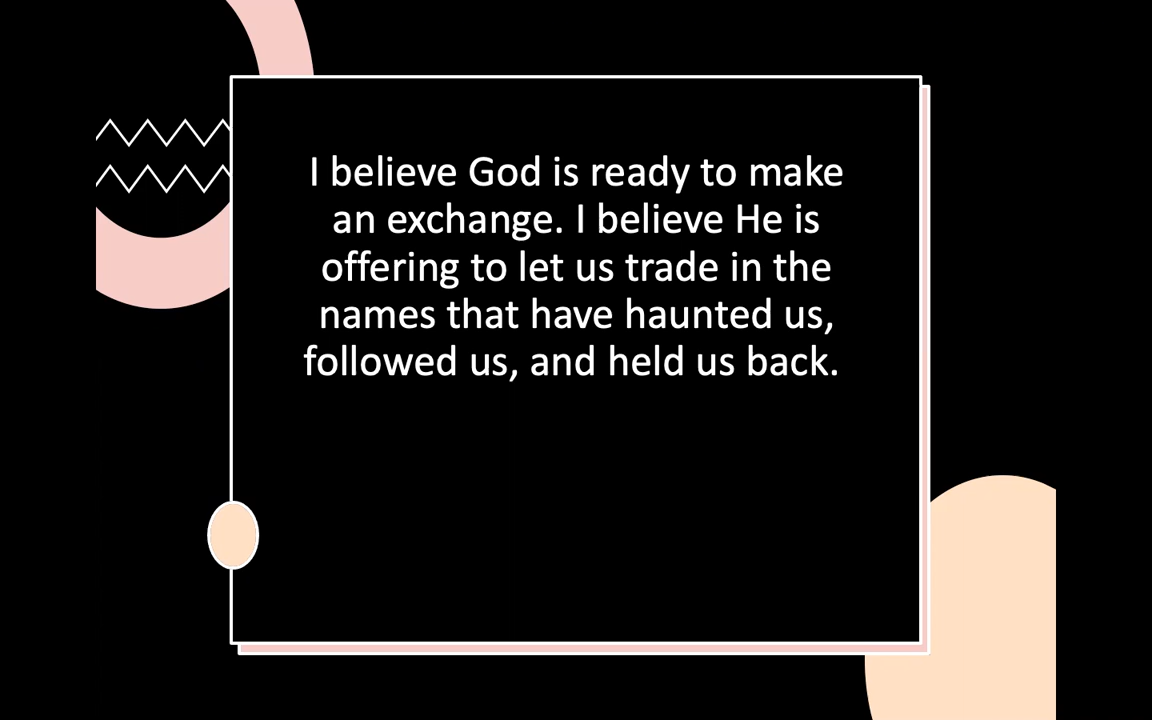 I believe God is ready to make
an exchange. I believe He is
offering to let us trade in the
names that have haunted us,
followed us, and held us back.